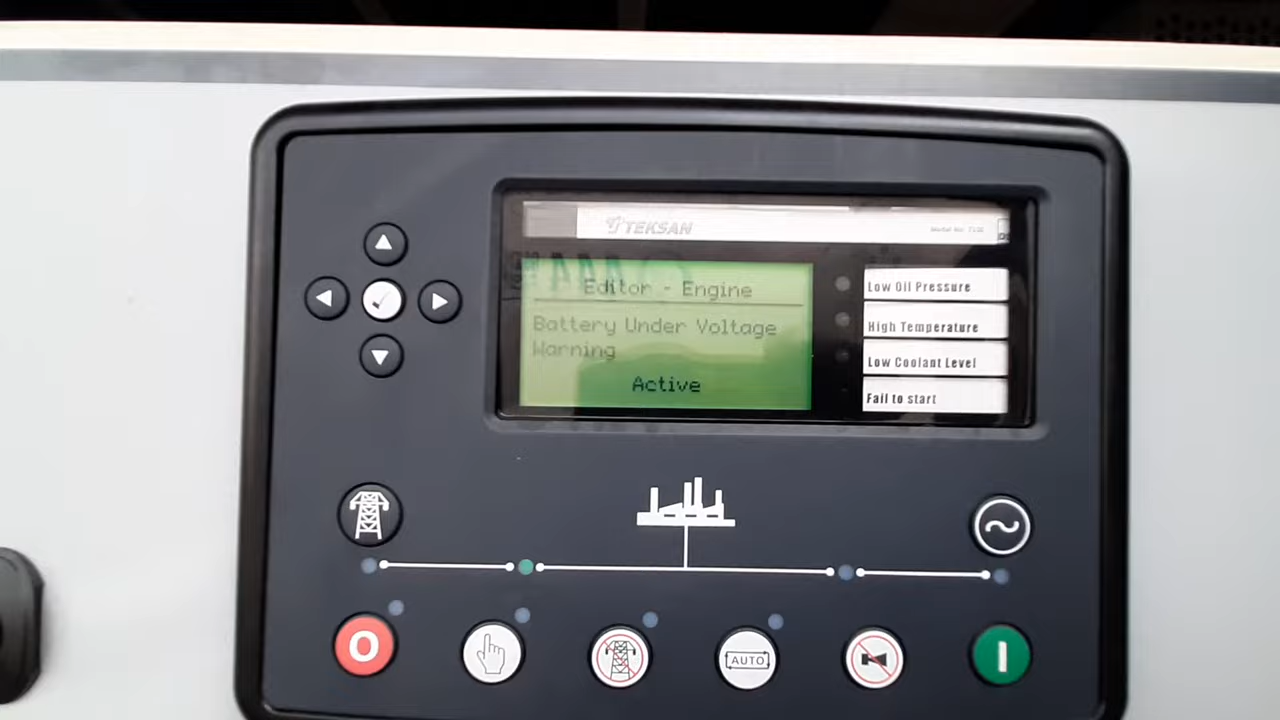 TEKSAN
Editor - Engine
Battery Under Voltage
Warning
Active
Low Oil Pressure
High Temperature
Low Coolant Level
Fail to start
O
AUTO
I